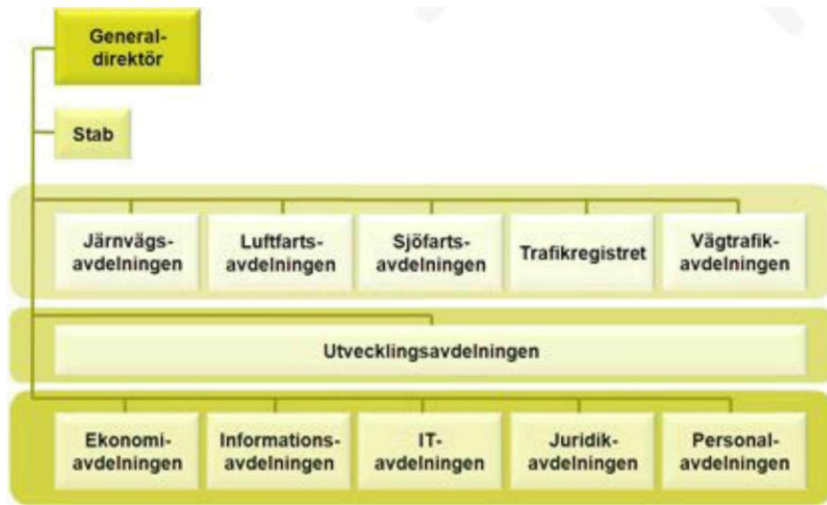 General-
direktör
Stab
Järnvägs-
avdelningen
Luftfarts-
avdelningen
Sjöfarts-
avdelningen
Trafikregistret
Vägtrafik-
avdelningen
Utvecklingsavdelningen
Ekonomi-
avdelningen
Informations-
avdelningen
IT-
avdelningen
Juridik-
avdelningen
Personal-
avdelningen